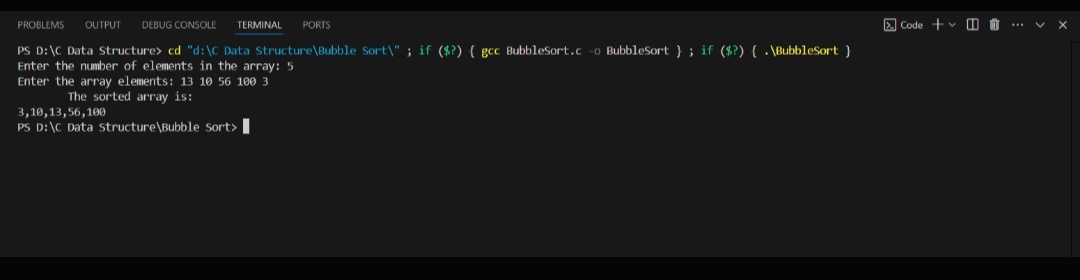 PROBLEMS OUTPUT DEBUG CONSOLE TERMINAL PORTS Code
PS D:\C Data Structure> cd "d:\C Data Structure\Bubble Sort\" ; if ($?) { gcc BubbleSort.c -o BubbleSort } ; if ($?) { .\BubbleSort }
Enter the number of elements in the array: 5
Enter the array elements: 13 10 56 100 3
The sorted array is:
3,10,13,56,100
PS D:\C Data Structure\Bubble Sort>